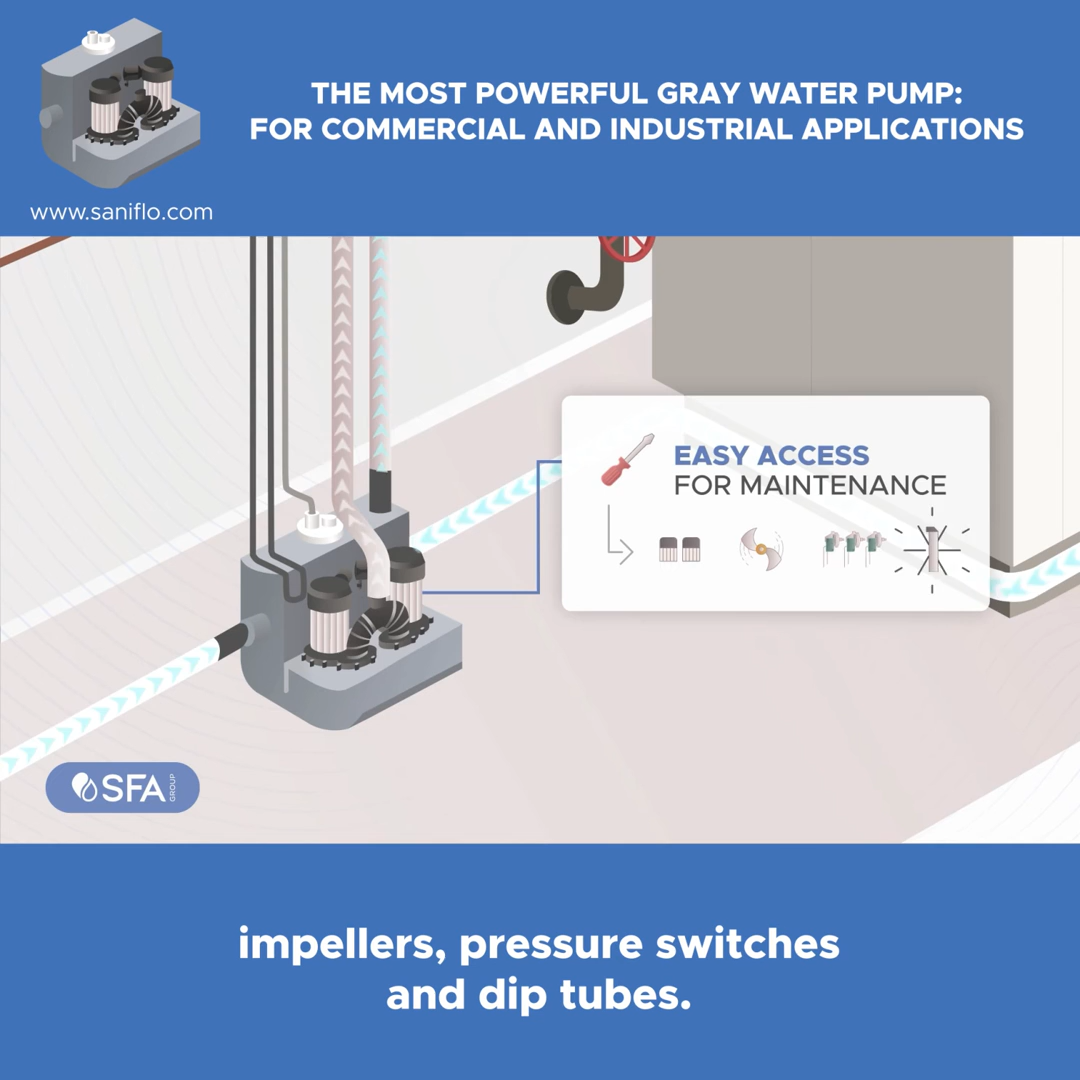 THE MOST POWERFUL GRAY WATER PUMP:
FOR COMMERCIAL AND INDUSTRIAL APPLICATIONS
www.saniflo.com
EASY ACCESS
FOR MAINTENANCE
SFA GROUP
impellers, pressure switches
and dip tubes.